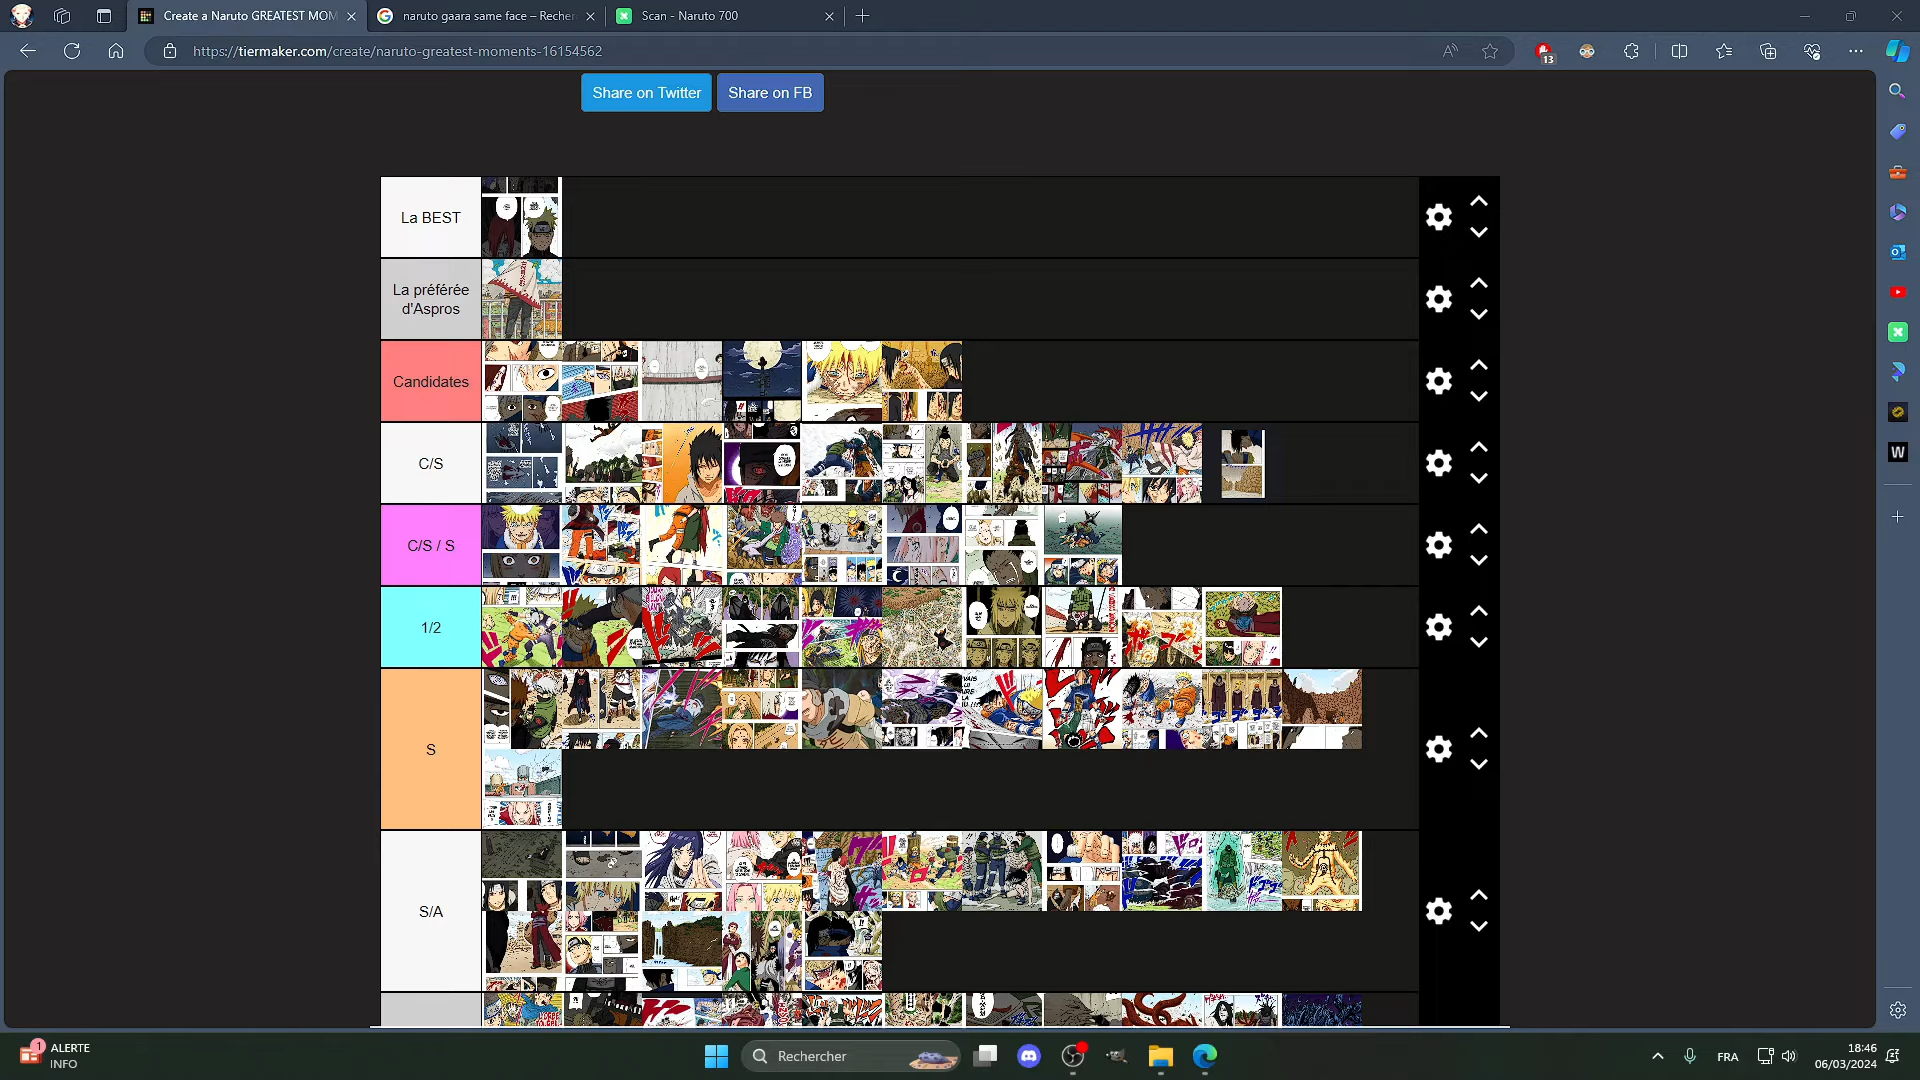 Create a Naruto GREATEST MOM
naruto gaara same face – Recher
Scan - Naruto 700
https://tiermaker.com/create/naruto-greatest-moments-16154562
13
Share on Twitter
Share on FB
La BEST
La préférée
d'Aspros
Candidates
C/S
C/S / S
1/2
S
S/A
W
1
ALERTE
INFO
Rechercher
FRA
18:46
06/03/2024